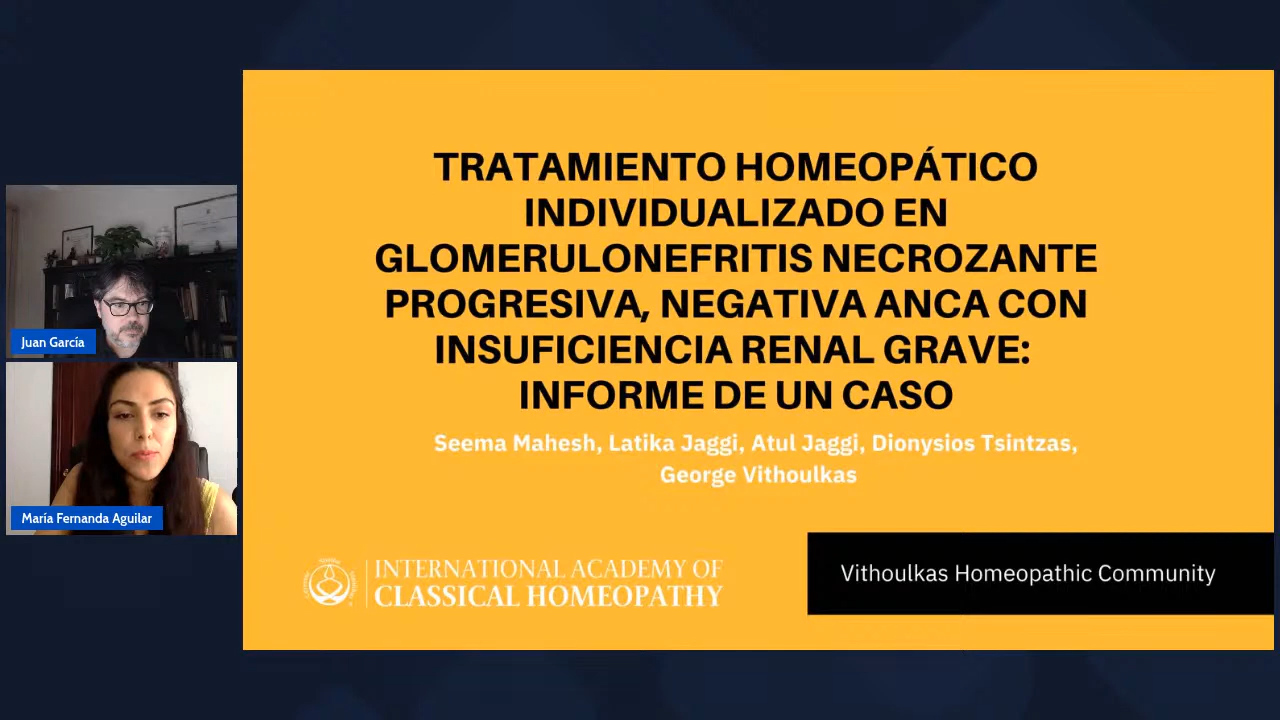 TRATAMIENTO HOMEOPÁTICO
INDIVIDUALIZADO EN
GLOMERULONEFRITIS NECROZANTE
PROGRESIVA, NEGATIVA ANCA CON
INSUFICIENCIA RENAL GRAVE:
INFORME DE UN CASO
Seema Mahesh, Latika Jaggi, Atul Jaggi, Dionysios Tsintzas,
George Vithoulkas
INTERNATIONAL ACADEMY OF
CLASSICAL HOMEOPATHY
Vithoulkas Homeopathic Community
Juan García
María Fernanda Aguilar